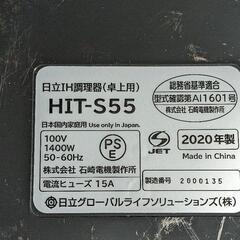 日立IH調理器(卓上用)
HIT-S55
日本国内家庭用 Use only in Japan.
総務省基準適合
型式確認第AI1601号
株式会社 石崎電機製作所
100V
1400W
50-60Hz
PS
E
S
JET
2020年製
Made in China
株式会社 石崎電機製作所
電流ヒューズ 15A
製造番号 2000135
日立グローバルライフソリューションズ(株)